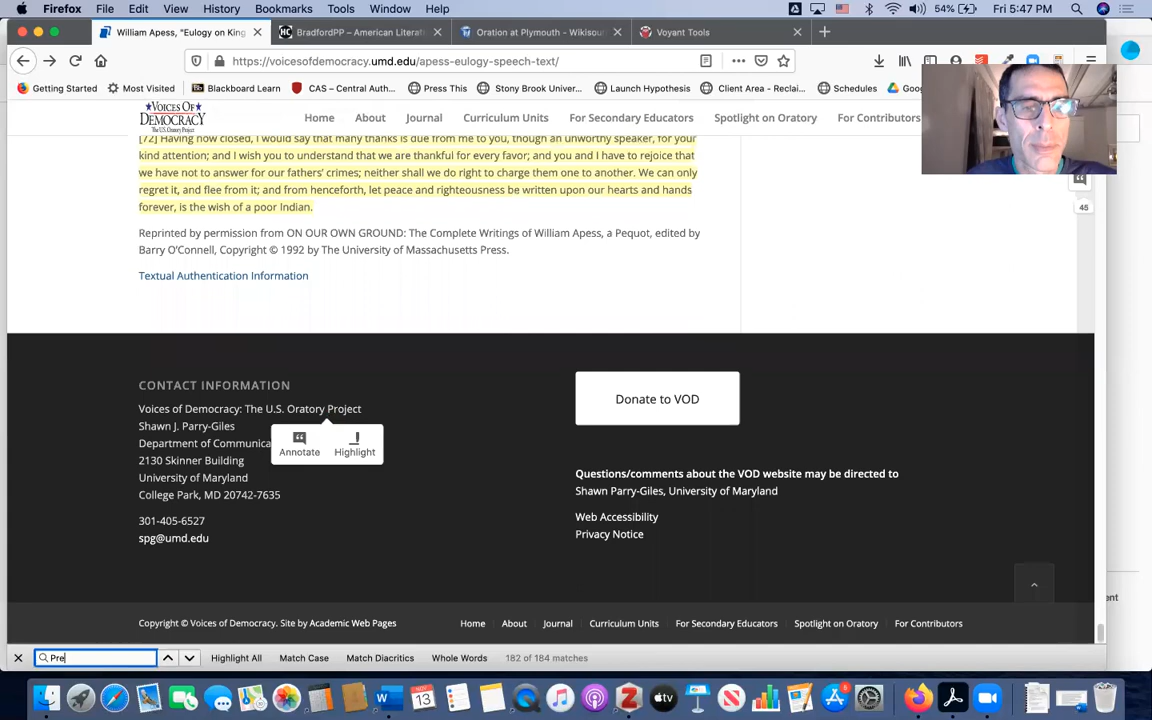 Firefox File Edit View History Bookmarks Tools Window Help 54% Fri 5:47 PM
William Apess, "Eulogy on King BradfordPP – American Literat Oration at Plymouth - Wikisou Voyant Tools
https://voicesofdemocracy.umd.edu/apess-eulogy-speech-text/
Getting Started Most Visited Bb Blackboard Learn CAS – Central Auth... Press This Stony Brook Univer... Launch Hypothesis Client Area - Reclai... Schedules Goog
VOICES OF DEMOCRACY The U.S. Oratory Project
Home About Journal Curriculum Units For Secondary Educators Spotlight on Oratory For Contributors
[72] Having now closed, I would say that many thanks is due from me to you, though an unworthy speaker, for your
kind attention; and I wish you to understand that we are thankful for every favor; and you and I have to rejoice that
we have not to answer for our fathers' crimes; neither shall we do right to charge them one to another. We can only
regret it, and flee from it; and from henceforth, let peace and righteousness be written upon our hearts and hands
forever, is the wish of a poor Indian.
45
Reprinted by permission from ON OUR OWN GROUND: The Complete Writings of William Apess, a Pequot, edited by
Barry O'Connell, Copyright © 1992 by The University of Massachusetts Press.
Textual Authentication Information
CONTACT INFORMATION
Voices of Democracy: The U.S. Oratory Project
Shawn J. Parry-Giles
Department of Communica
2130 Skinner Building
University of Maryland
College Park, MD 20742-7635
301-405-6527
spg@umd.edu
Annotate Highlight
Donate to VOD
Questions/comments about the VOD website may be directed to
Shawn Parry-Giles, University of Maryland
Web Accessibility
Privacy Notice
ent
Copyright © Voices of Democracy. Site by Academic Web Pages
Home About Journal Curriculum Units For Secondary Educators Spotlight on Oratory For Contributors
Pre Highlight All Match Case Match Diacritics Whole Words 182 of 184 matches
NOV 13 tv 5